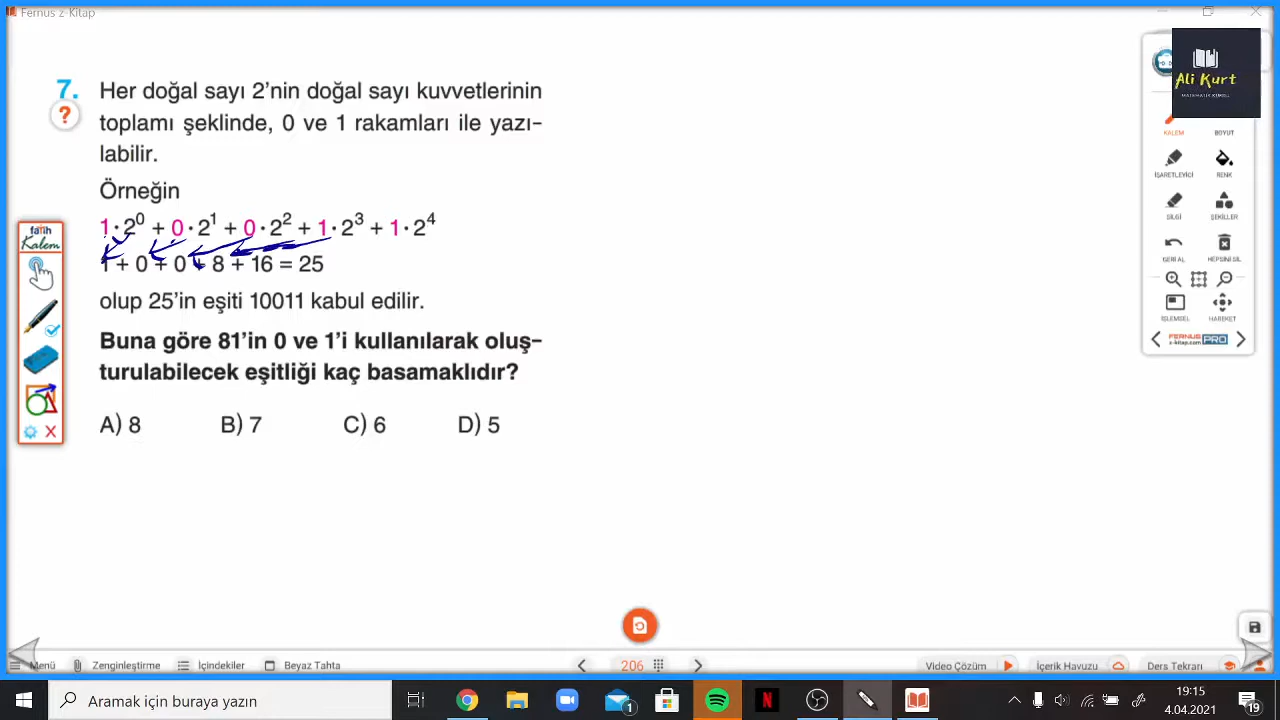 Fernus z-Kitap
Ali Kurt
7. Her doğal sayı 2’nin doğal sayı kuvvetlerinin
?
toplamı şeklinde, 0 ve 1 rakamları ile yazı-
labilir.
Örneğin
1·2⁰ + 0·2¹ + 0·2² + 1·2³ + 1·2⁴
1 + 0 + 0 + 8 + 16 = 25
olup 25’in eşiti 10011 kabul edilir.
Buna göre 81’in 0 ve 1’i kullanılarak oluş-
turulabilecek eşitliği kaç basamaklıdır?
A) 8 B) 7 C) 6 D) 5
fatih
Kalem
KALEM BOYUT
İŞARETLEYİCİ RENK
SİLGİ ŞEKİLLER
GERİ AL HEPSİNİ SİL
İŞLEMSEL HAREKET
FERNUS
z-kitap.com PRO
Menü Zenginleştirme İçindekiler Beyaz Tahta 206 Video Çözüm İçerik Havuzu Ders Tekrarı
Aramak için buraya yazın
1
N
19:15
4.04.2021
19